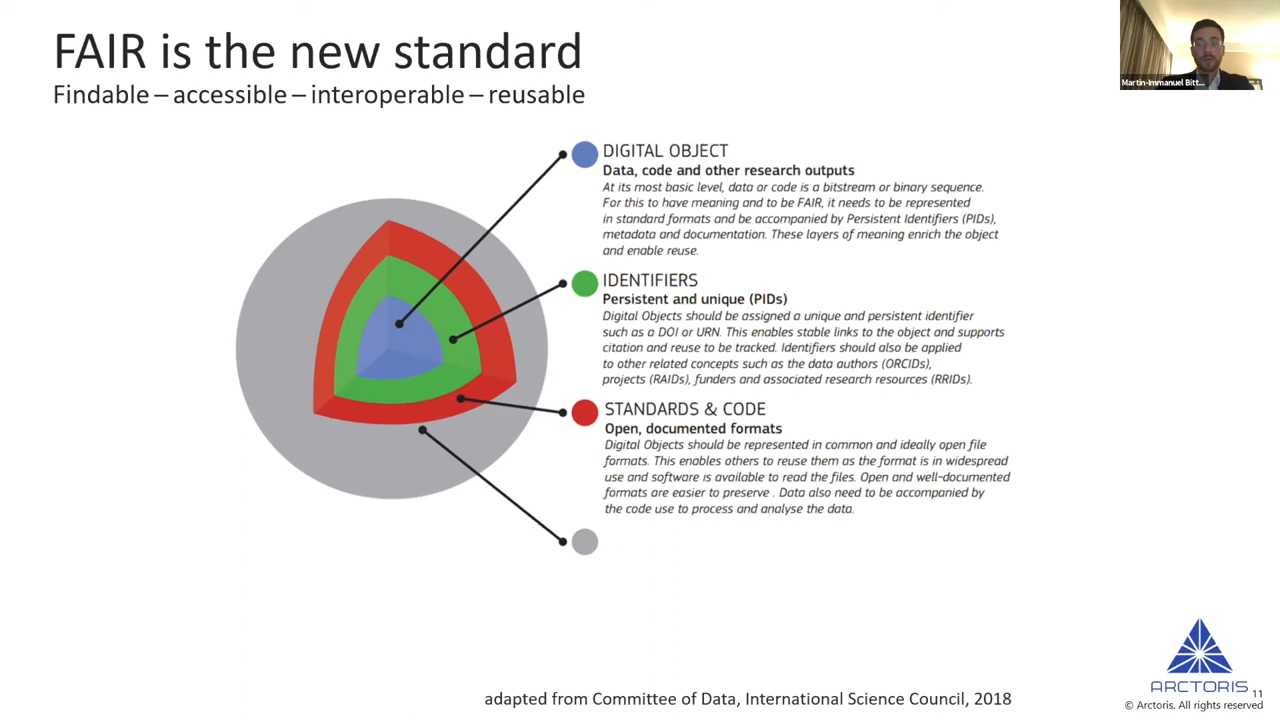 FAIR is the new standard
Findable – accessible – interoperable – reusable
Martin-Immanuel Bitt...
DIGITAL OBJECT
Data, code and other research outputs
At its most basic level, data or code is a bitstream or binary sequence.
For this to have meaning and to be FAIR, it needs to be represented
in standard formats and be accompanied by Persistent Identifiers (PIDs),
metadata and documentation. These layers of meaning enrich the object
and enable reuse.
IDENTIFIERS
Persistent and unique (PIDs)
Digital Objects should be assigned a unique and persistent identifier
such as a DOI or URN. This enables stable links to the object and supports
citation and reuse to be tracked. Identifiers should also be applied
to other related concepts such as the data authors (ORCIDs),
projects (RAIDs), funders and associated research resources (RRIDs).
STANDARDS & CODE
Open, documented formats
Digital Objects should be represented in common and ideally open file
formats. This enables others to reuse them as the format is in widespread
use and software is available to read the files. Open and well-documented
formats are easier to preserve . Data also need to be accompanied by
the code use to process and analyse the data.
adapted from Committee of Data, International Science Council, 2018
ARCTORIS
11
© Arctoris. All rights reserved